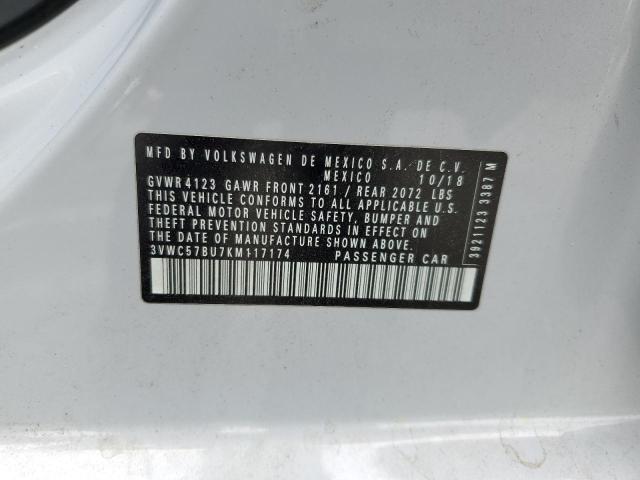 MFD BY VOLKSWAGEN DE MEXICO S.A. DE C.V.
MEXICO 10/18
GVWR 4123 GAWR FRONT 2161 / REAR 2072 LBS
THIS VEHICLE CONFORMS TO ALL APPLICABLE U.S.
FEDERAL MOTOR VEHICLE SAFETY, BUMPER AND
THEFT PREVENTION STANDARDS IN EFFECT ON
THE DATE OF MANUFACTURE SHOWN ABOVE.
3VWC57BU7KM117174 PASSENGER CAR
3921123 3387 M